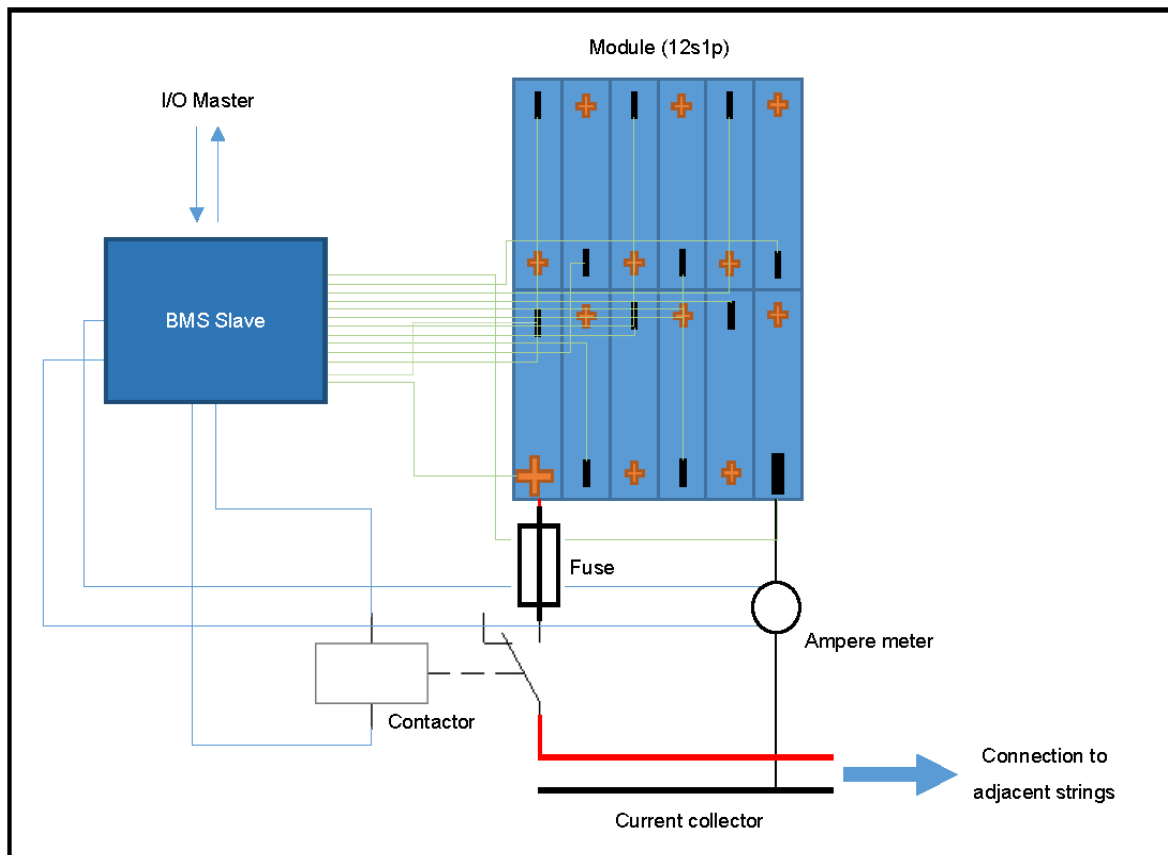 Module (12s1p)
I/O Master
BMS Slave
Fuse
Ampere meter
Contactor
Connection to
adjacent strings
Current collector